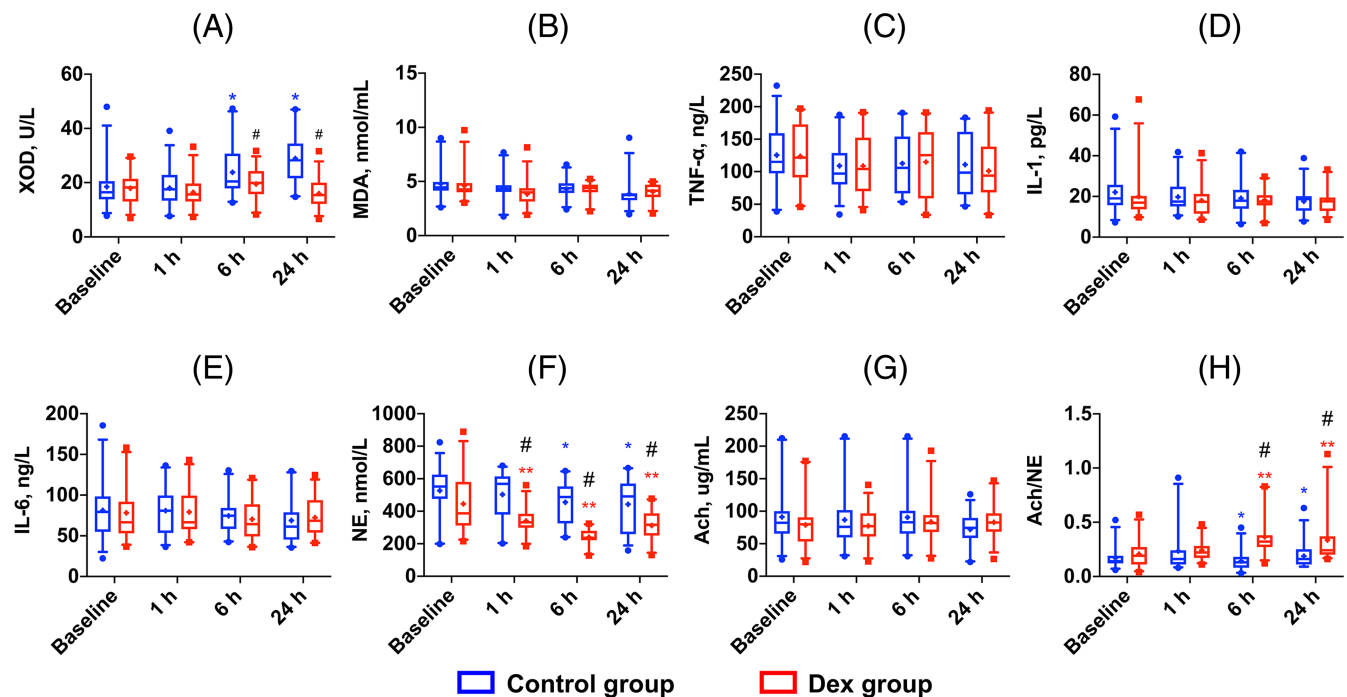 (A)
XOD, U/L
60
40
20
0
* * # #
Baseline 1 h 6 h 24 h
(B)
MDA, nmol/mL
15
10
5
0
Baseline 1 h 6 h 24 h
(C)
TNF-α, ng/L
250
200
150
100
50
0
Baseline 1 h 6 h 24 h
(D)
IL-1, pg/L
80
60
40
20
0
Baseline 1 h 6 h 24 h
(E)
IL-6, ng/L
200
150
100
50
0
Baseline 1 h 6 h 24 h
(F)
NE, nmol/L
1000
800
600
400
200
0
# * * #
** ** **
#
Baseline 1 h 6 h 24 h
(G)
Ach, ug/mL
250
200
150
100
50
0
Baseline 1 h 6 h 24 h
(H)
Ach/NE
1.5
1.0
0.5
0.0
# #
** **
* *
Baseline 1 h 6 h 24 h
Control group Dex group